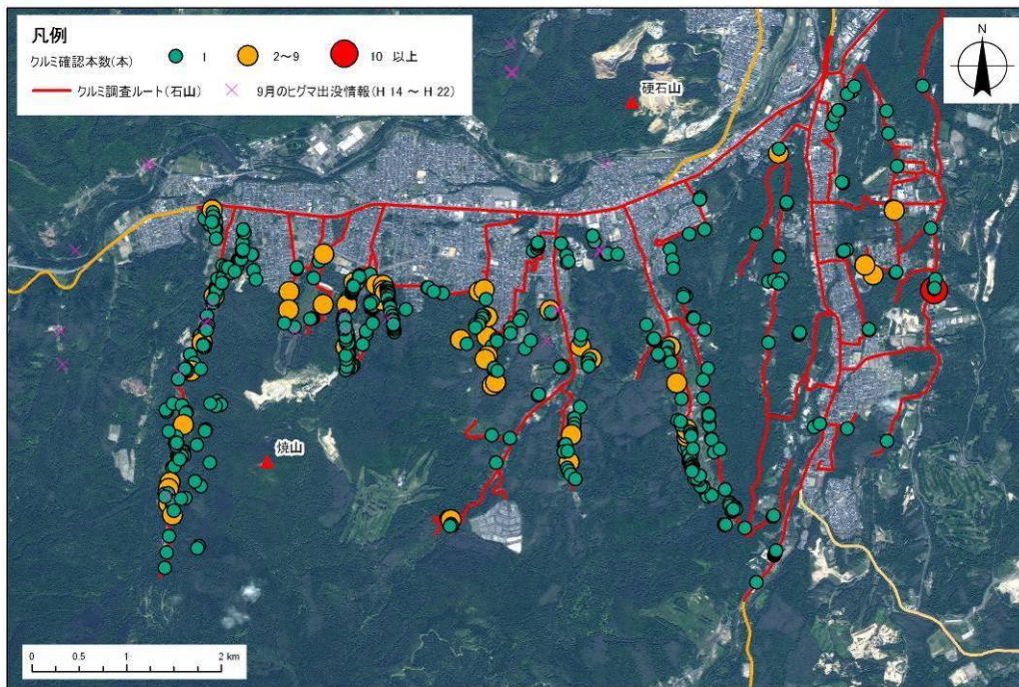 凡例
クルミ確認本数(本) 1 2～9 10 以上
クルミ調査ルート(石山) 9月のヒグマ出没情報(H 14 ～ H 22)
N
硬石山
焼山
0 0.5 1 2 km